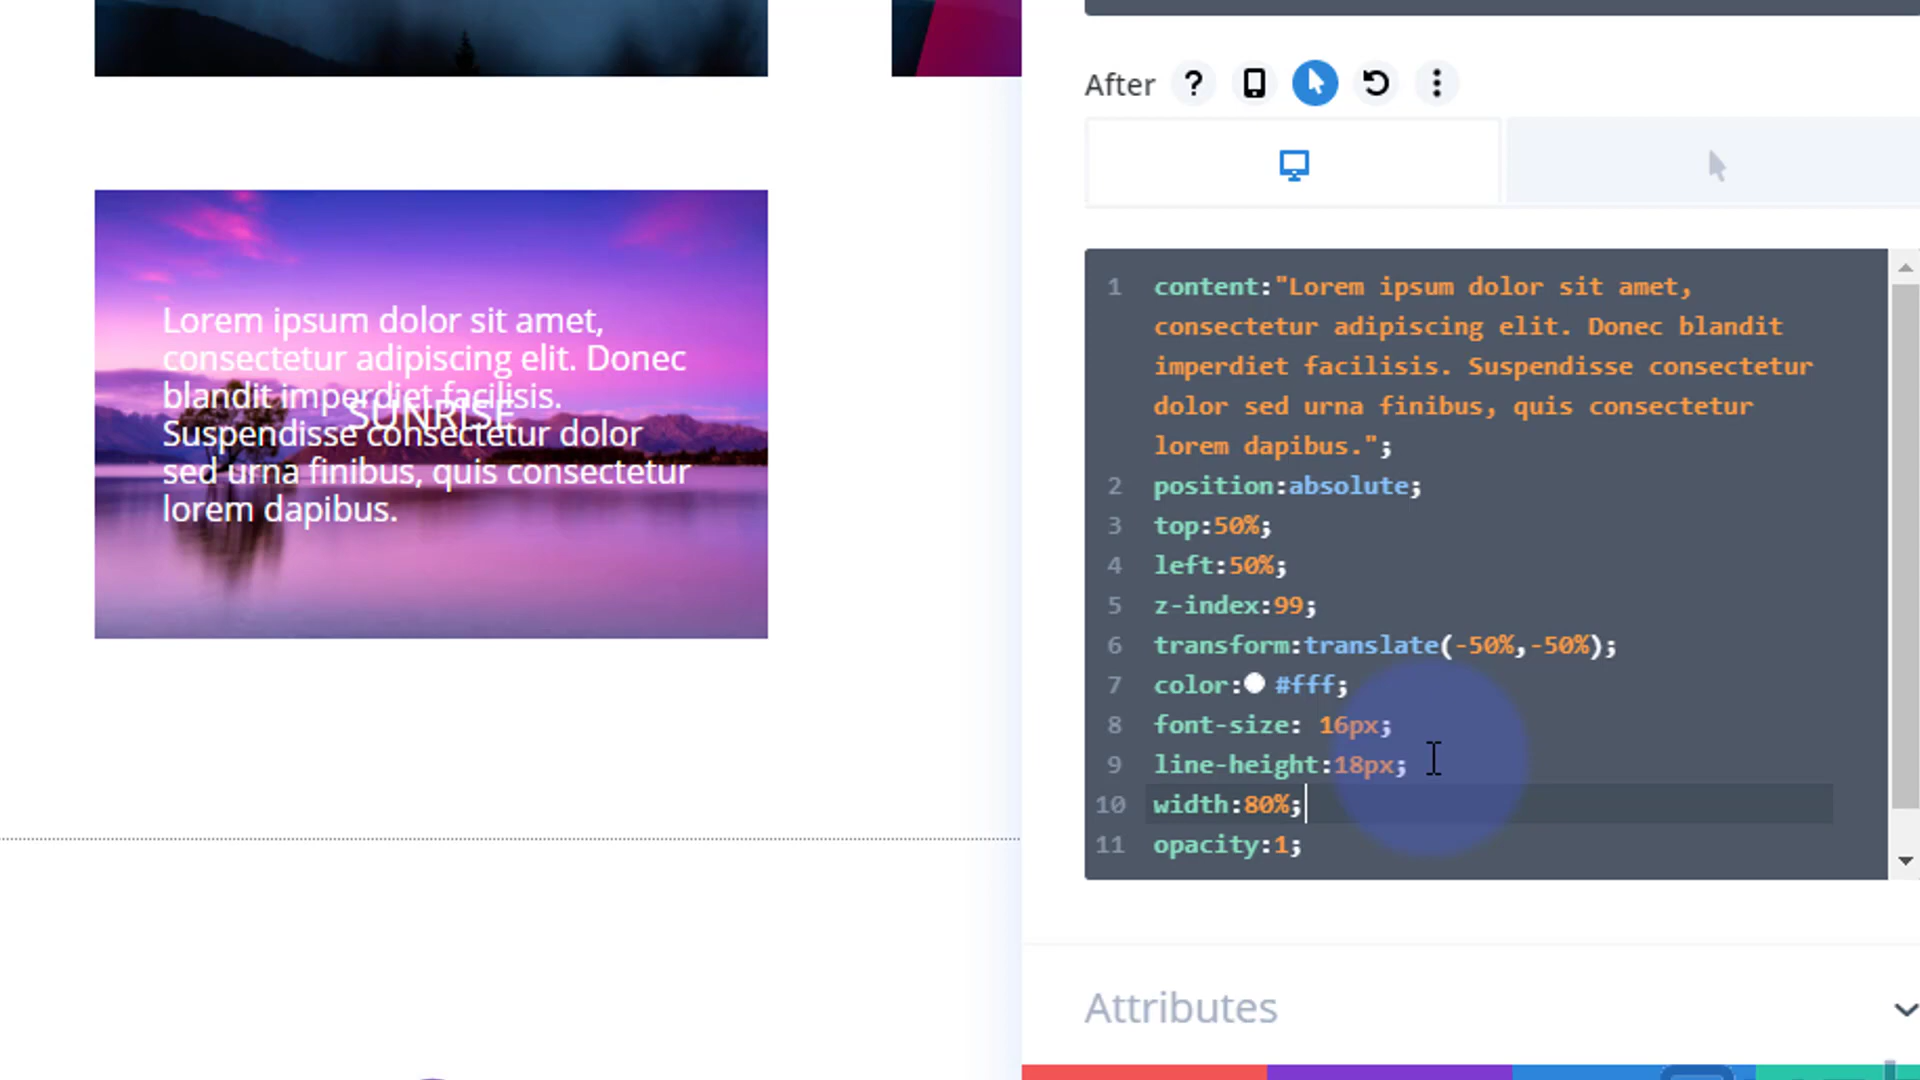 After ?
Lorem ipsum dolor sit amet,
consectetur adipiscing elit. Donec
blandit imperdiet facilisis.
SUNRISE
Suspendisse consectetur dolor
sed urna finibus, quis consectetur
lorem dapibus.
1 content:"Lorem ipsum dolor sit amet,
consectetur adipiscing elit. Donec blandit
imperdiet facilisis. Suspendisse consectetur
dolor sed urna finibus, quis consectetur
lorem dapibus.";
2 position:absolute;
3 top:50%;
4 left:50%;
5 z-index:99;
6 transform:translate(-50%,-50%);
7 color: #fff;
8 font-size: 16px;
9 line-height:18px;
10 width:80%;
11 opacity:1;
Attributes